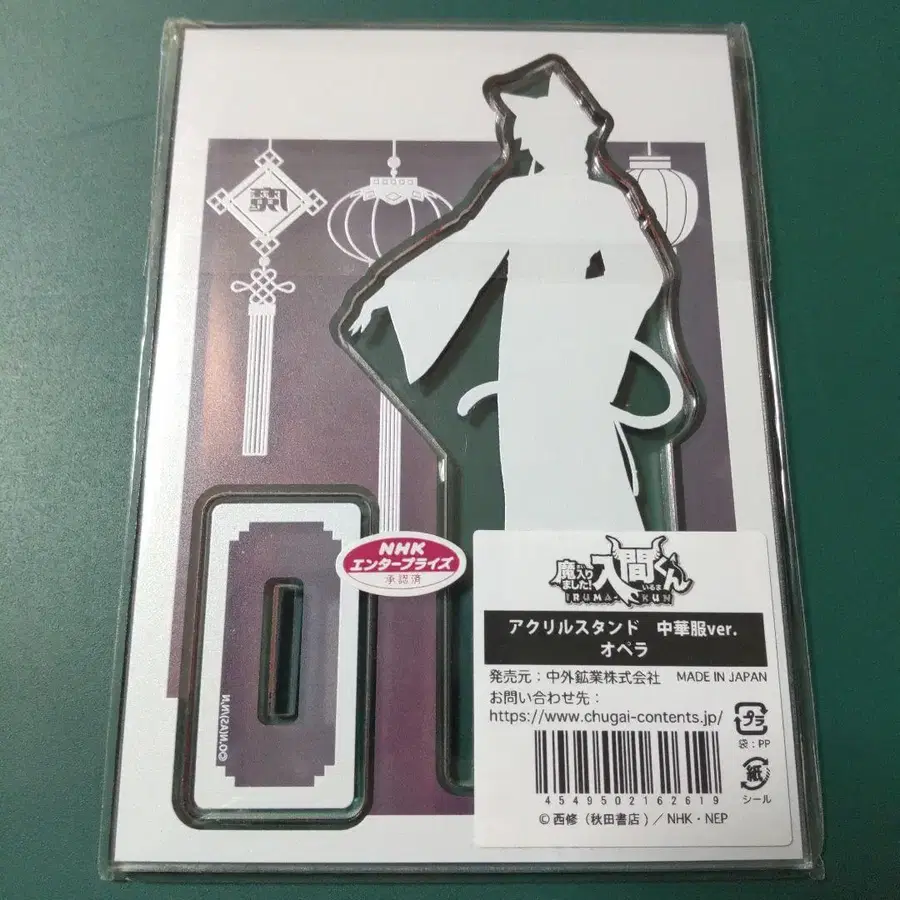 NHK
エンタープライズ
承認済
魔入り
ました!
入間くん
いるま
IRUMA-KUN
アクリルスタンド 中華服ver.
オペラ
発売元:中外鉱業株式会社 MADE IN JAPAN
お問い合わせ先:
https://www.chugai-contents.jp/
プラ
袋:PP
紙
シール
4549502162619
©西修(秋田書店)/NHK・NEP
©O.N(AS)/N,N